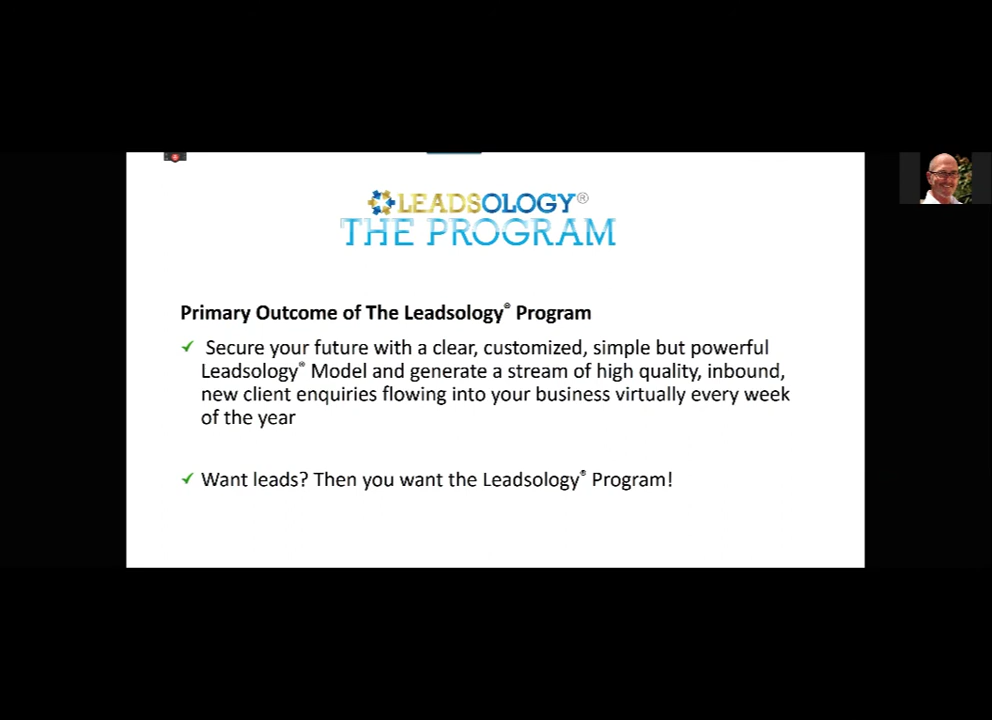 LEADSOLOGY®
THE PROGRAM
Primary Outcome of The Leadsology® Program
✓ Secure your future with a clear, customized, simple but powerful
Leadsology® Model and generate a stream of high quality, inbound,
new client enquiries flowing into your business virtually every week
of the year
✓ Want leads? Then you want the Leadsology® Program!